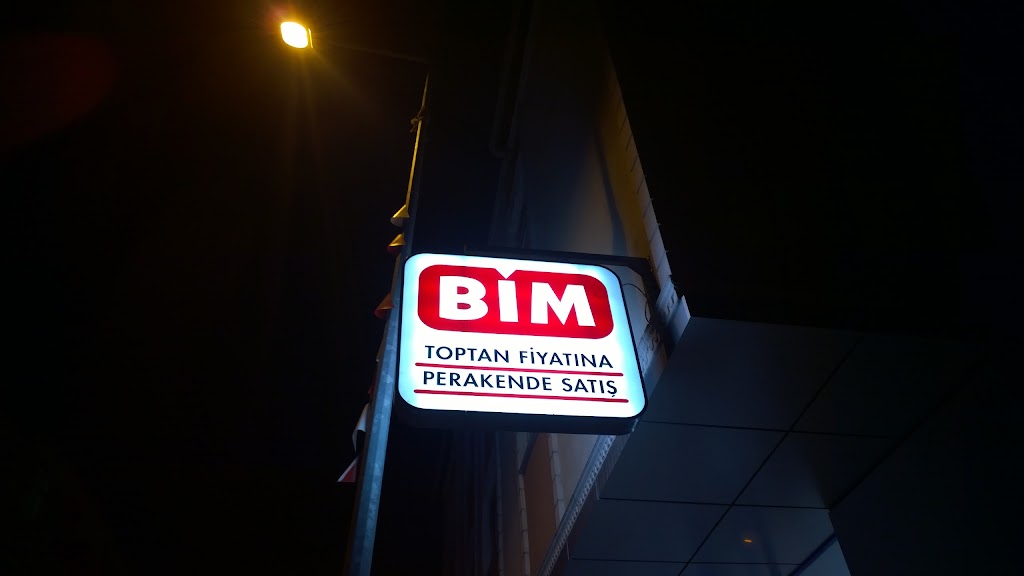 BİM
TOPTAN FİYATINA
PERAKENDE SATIŞ